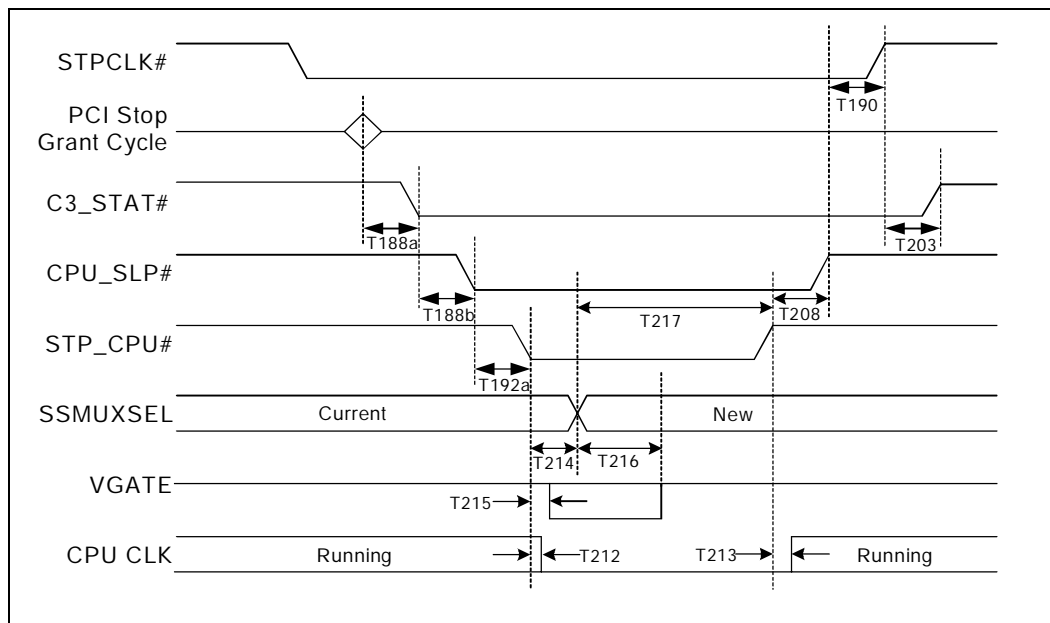 STPCLK#
T190
PCI Stop
Grant Cycle
C3_STAT#
T188a
T203
CPU_SLP#
T188b
T217
T208
STP_CPU#
T192a
SSMUXSEL
Current
New
T214
T216
VGATE
T215
CPU CLK
Running
T212
T213
Running